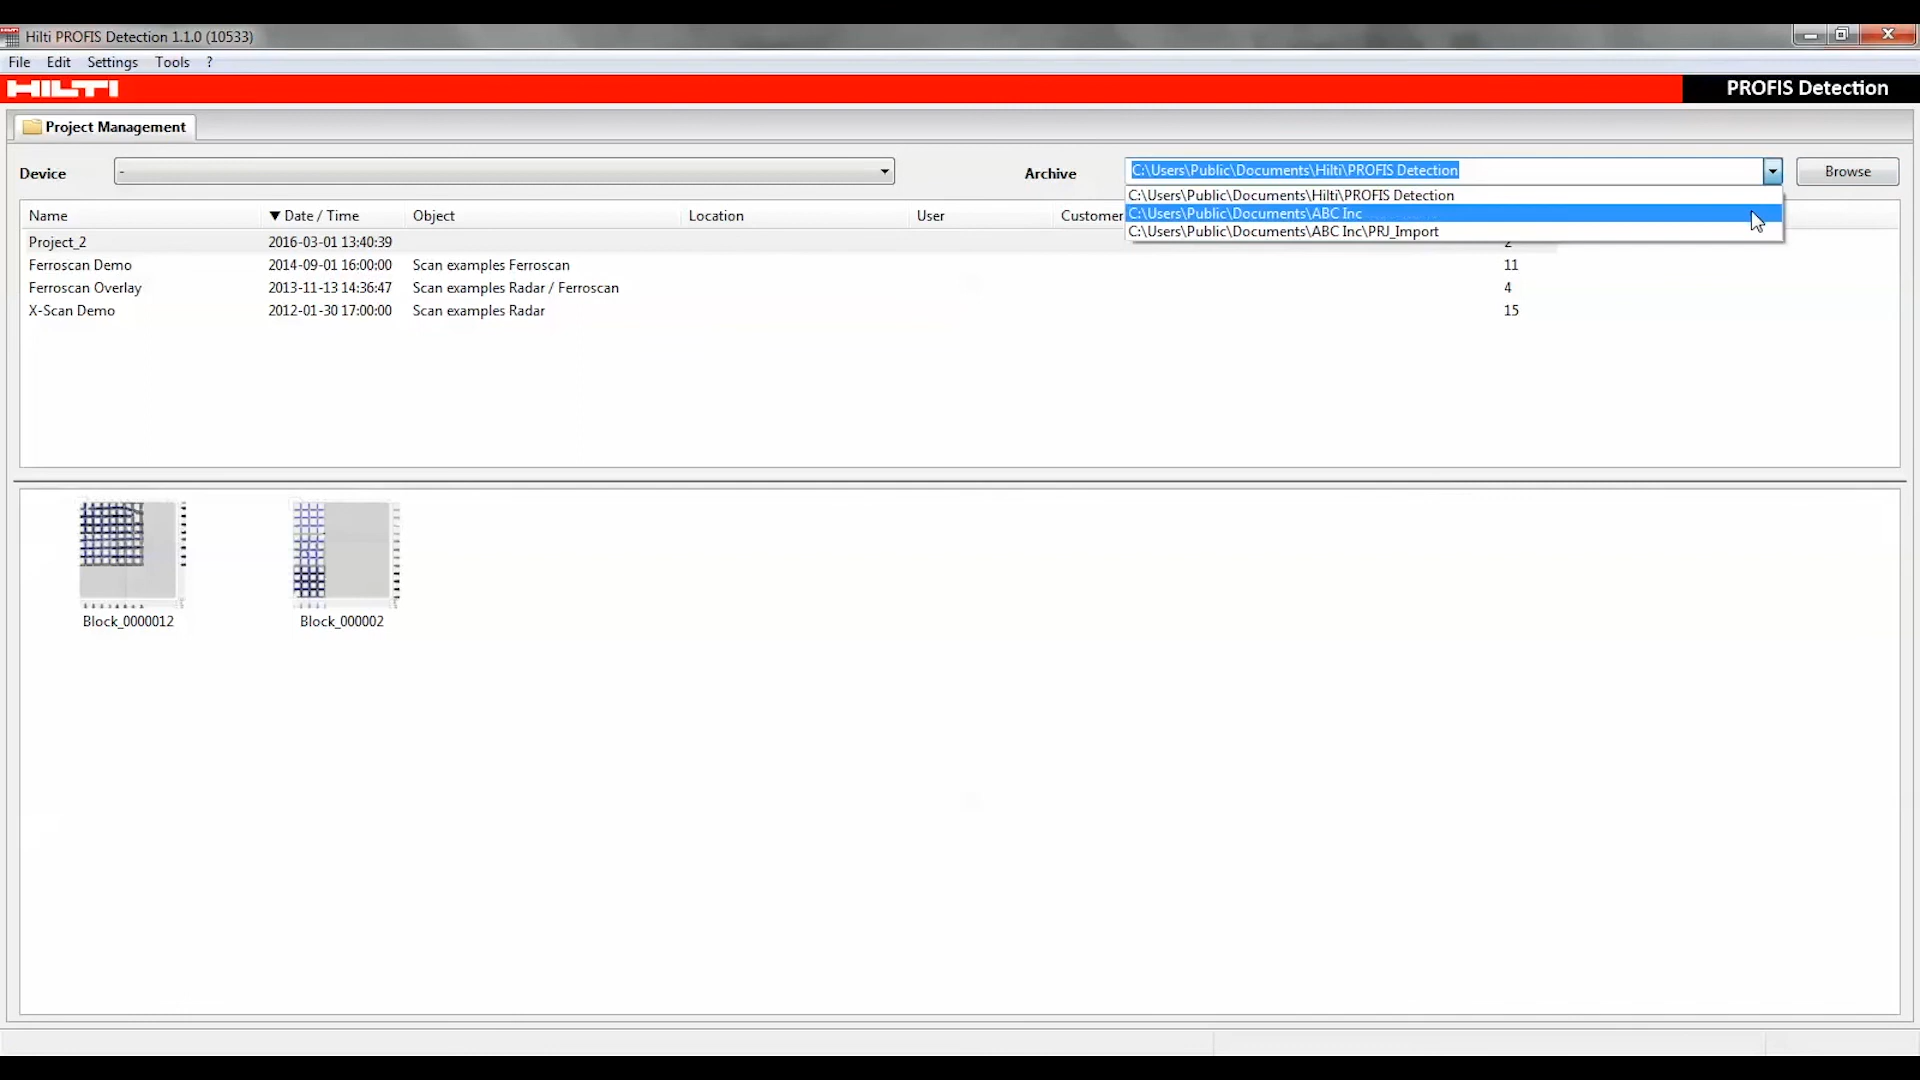 Hilti PROFIS Detection 1.1.0 (10533)
File Edit Settings Tools ?
HILTI PROFIS Detection
Project Management
Device - Archive C:\Users\Public\Documents\Hilti\PROFIS Detection Browse
C:\Users\Public\Documents\Hilti\PROFIS Detection
C:\Users\Public\Documents\ABC Inc
C:\Users\Public\Documents\ABC Inc\PRJ_Import
Name Date / Time Object Location User Customer
Project_2 2016-03-01 13:40:39 2
Ferroscan Demo 2014-09-01 16:00:00 Scan examples Ferroscan 11
Ferroscan Overlay 2013-11-13 14:36:47 Scan examples Radar / Ferroscan 4
X-Scan Demo 2012-01-30 17:00:00 Scan examples Radar 15
Block_0000012 Block_000002